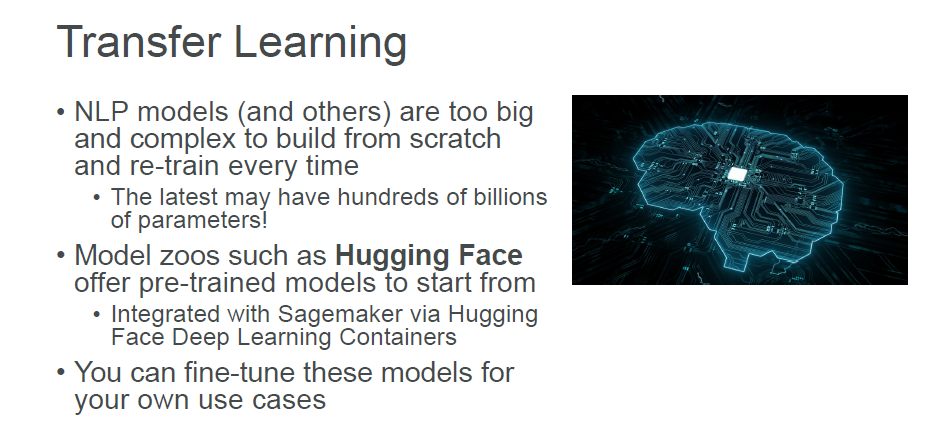 Transfer Learning
• NLP models (and others) are too big
and complex to build from scratch
and re-train every time
• The latest may have hundreds of billions
of parameters!
• Model zoos such as Hugging Face
offer pre-trained models to start from
• Integrated with Sagemaker via Hugging
Face Deep Learning Containers
• You can fine-tune these models for
your own use cases